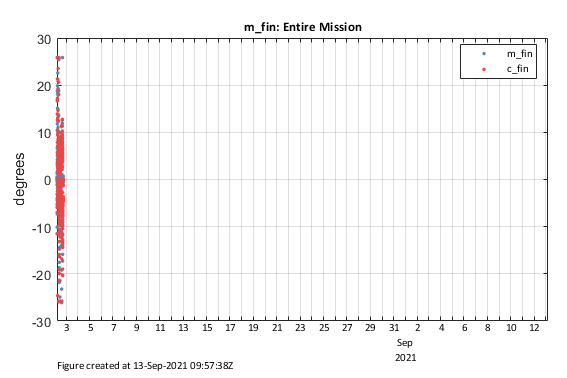 m_fin: Entire Mission
30
20
10
0
-10
-20
-30
degrees
m_fin
c_fin
3 5 7 9 11 13 15 17 19 21 23 25 27 29 31 2 4 6 8 10 12
Sep
2021
Figure created at 13-Sep-2021 09:57:38Z